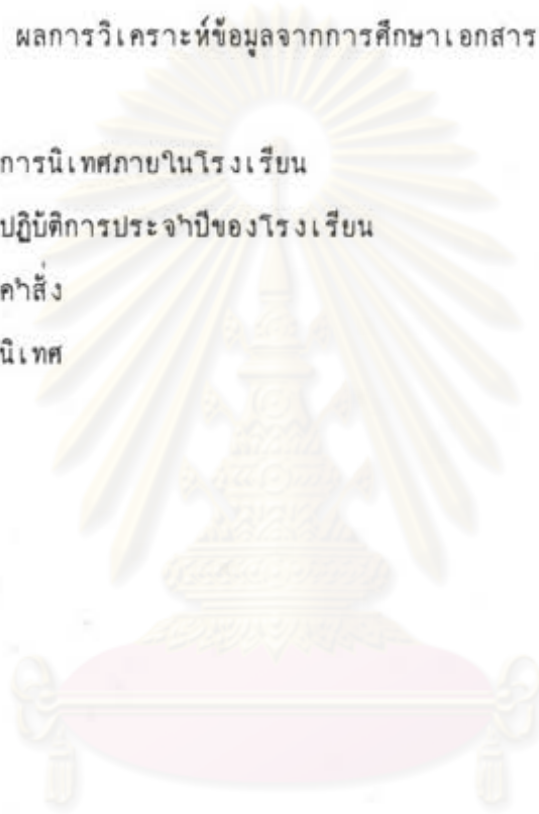 ผลการวิเคราะห์ข้อมูลจากการศึกษาเอกสาร
การนิเทศภายในโรงเรียน
ปฏิบัติการประจำปีของโรงเรียน
คำสั่ง
นิเทศ